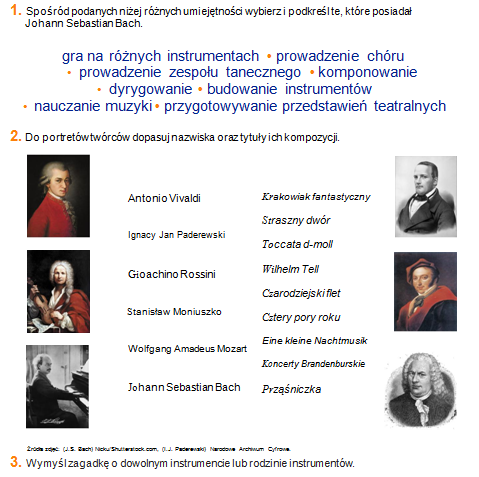 1. Spośród podanych niżej różnych umiejętności wybierz i podkreśl te, które posiadał
Johann Sebastian Bach.
gra na różnych instrumentach • prowadzenie chóru
• prowadzenie zespołu tanecznego • komponowanie
• dyrygowanie • budowanie instrumentów
• nauczanie muzyki • przygotowywanie przedstawień teatralnych
2. Do portretów twórców dopasuj nazwiska oraz tytuły ich kompozycji.
Antonio Vivaldi
Ignacy Jan Paderewski
Gioachino Rossini
Stanisław Moniuszko
Wolfgang Amadeus Mozart
Johann Sebastian Bach
Krakowiak fantastyczny
Straszny dwór
Toccata d-moll
Wilhelm Tell
Czarodziejski flet
Cztery pory roku
Eine kleine Nachtmusik
Koncerty Brandenburskie
Prząśniczka
Źródła zdjęć: (J.S. Bach) Nicku/Shutterstock.com, (I.J. Paderewski) Narodowe Archiwum Cyfrowe.
3. Wymyśl zagadkę o dowolnym instrumencie lub rodzinie instrumentów.